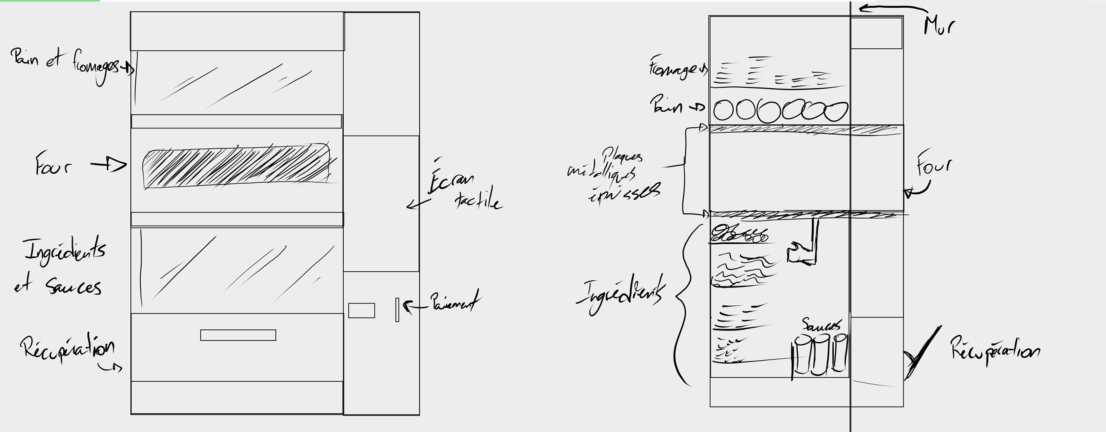 Pain et fromages
Four
Ingrédients
et Sauces
Récupération
Écran
tactile
Paiement
Mur
Fromage
Pain
Plaques
métalliques
épaisses
Four
Ingrédients
Sauces
Récupération